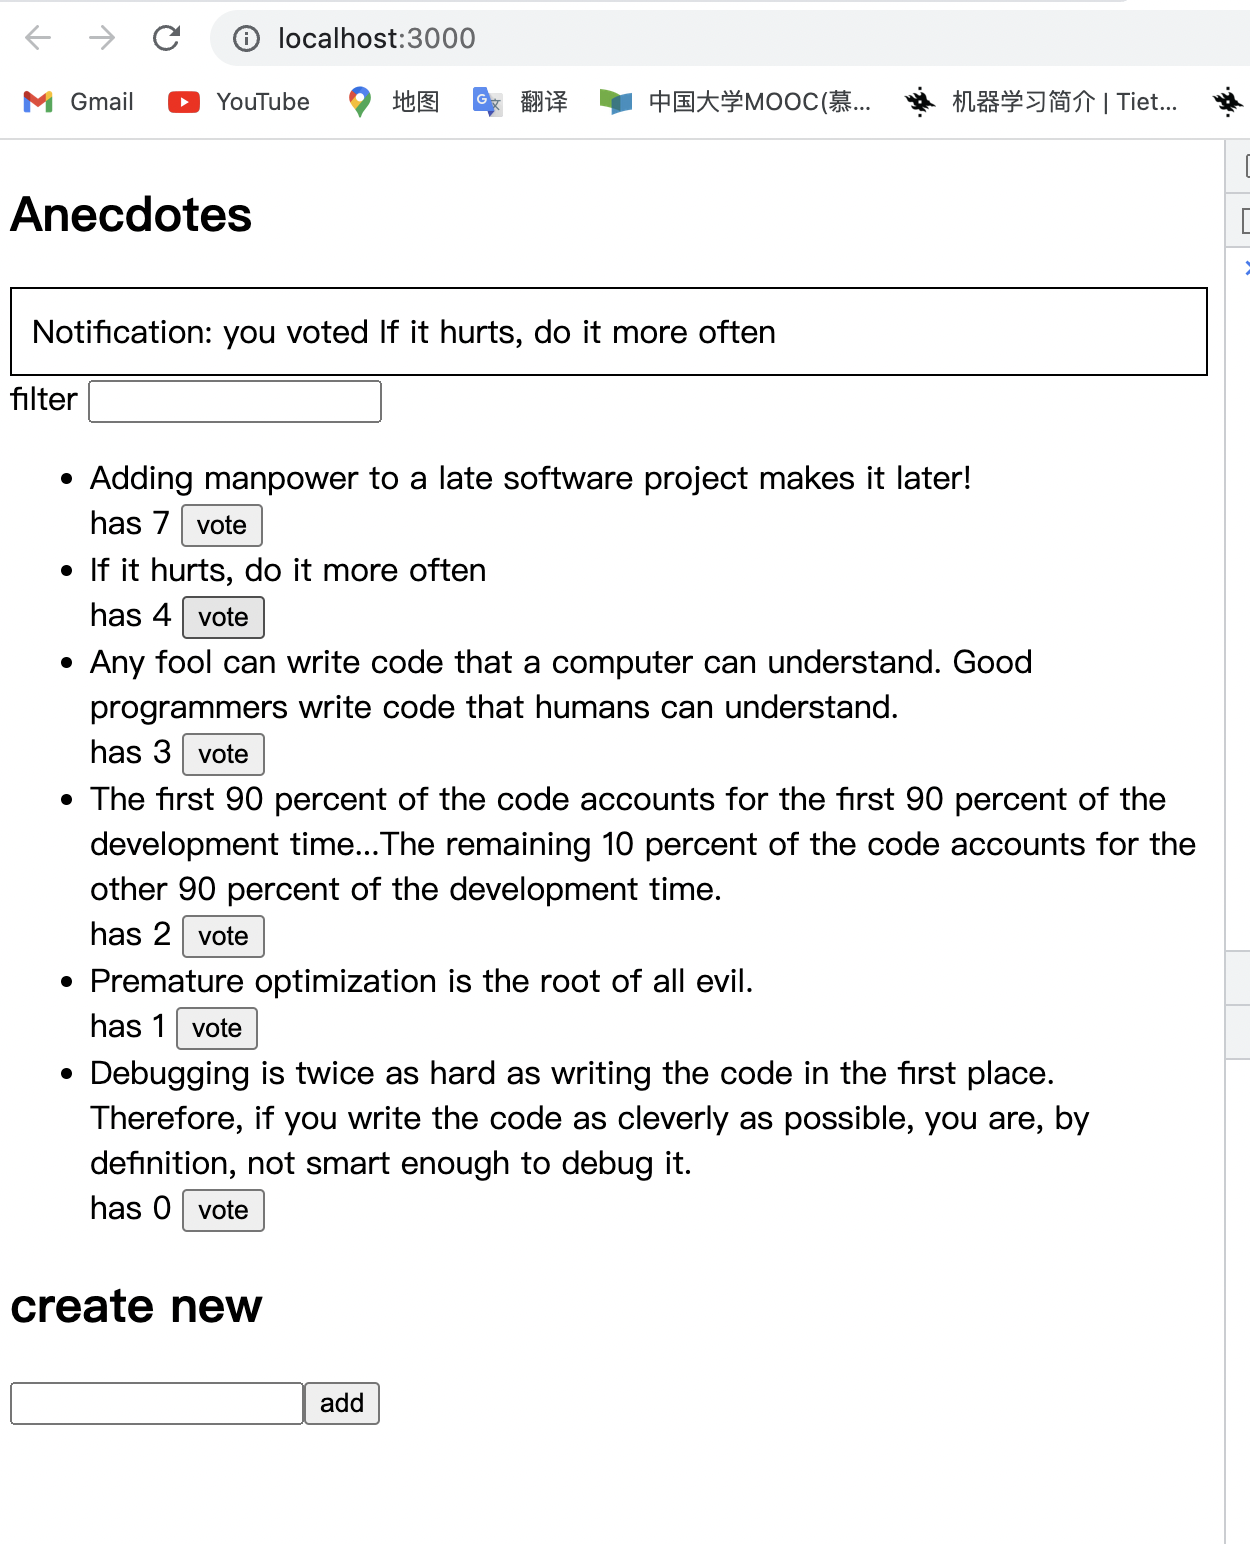 localhost:3000
Gmail YouTube 地图 翻译 中国大学MOOC(慕... 机器学习简介 | Tiet...
Anecdotes
Notification: you voted If it hurts, do it more often
filter
Adding manpower to a late software project makes it later!
has 7 vote
If it hurts, do it more often
has 4 vote
Any fool can write code that a computer can understand. Good
programmers write code that humans can understand.
has 3 vote
The first 90 percent of the code accounts for the first 90 percent of the
development time...The remaining 10 percent of the code accounts for the
other 90 percent of the development time.
has 2 vote
Premature optimization is the root of all evil.
has 1 vote
Debugging is twice as hard as writing the code in the first place.
Therefore, if you write the code as cleverly as possible, you are, by
definition, not smart enough to debug it.
has 0 vote
create new
add